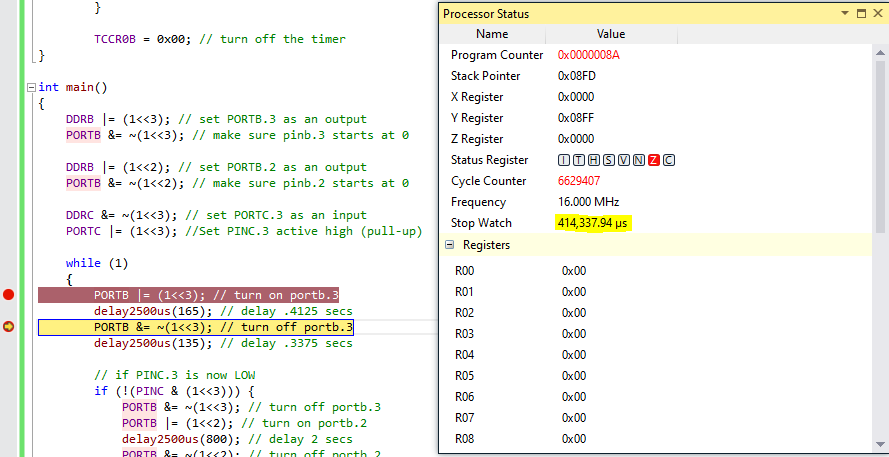 }
TCCR0B = 0x00; // turn off the timer
}
int main()
{
DDRB |= (1<<3); // set PORTB.3 as an output
PORTB &= ~(1<<3); // make sure pinb.3 starts at 0
DDRB |= (1<<2); // set PORTB.2 as an output
PORTB &= ~(1<<2); // make sure pinb.2 starts at 0
DDRC &= ~(1<<3); // set PORTC.3 as an input
PORTC |= (1<<3); //Set PINC.3 active high (pull-up)
while (1)
{
PORTB |= (1<<3); // turn on portb.3
delay2500us(165); // delay .4125 secs
PORTB &= ~(1<<3); // turn off portb.3
delay2500us(135); // delay .3375 secs
// if PINC.3 is now LOW
if (!(PINC & (1<<3))) {
PORTB &= ~(1<<3); // turn off portb.3
PORTB |= (1<<2); // turn on portb.2
delay2500us(800); // delay 2 secs
PORTB &= ~(1<<2); // turn off portb.2
Processor Status
Name Value
Program Counter 0x0000008A
Stack Pointer 0x08FD
X Register 0x0000
Y Register 0x08FF
Z Register 0x0000
Status Register I T H S V N Z C
Cycle Counter 6629407
Frequency 16.000 MHz
Stop Watch 414,337.94 µs
Registers
R00 0x00
R01 0x00
R02 0x00
R03 0x00
R04 0x00
R05 0x00
R06 0x00
R07 0x00
R08 0x00